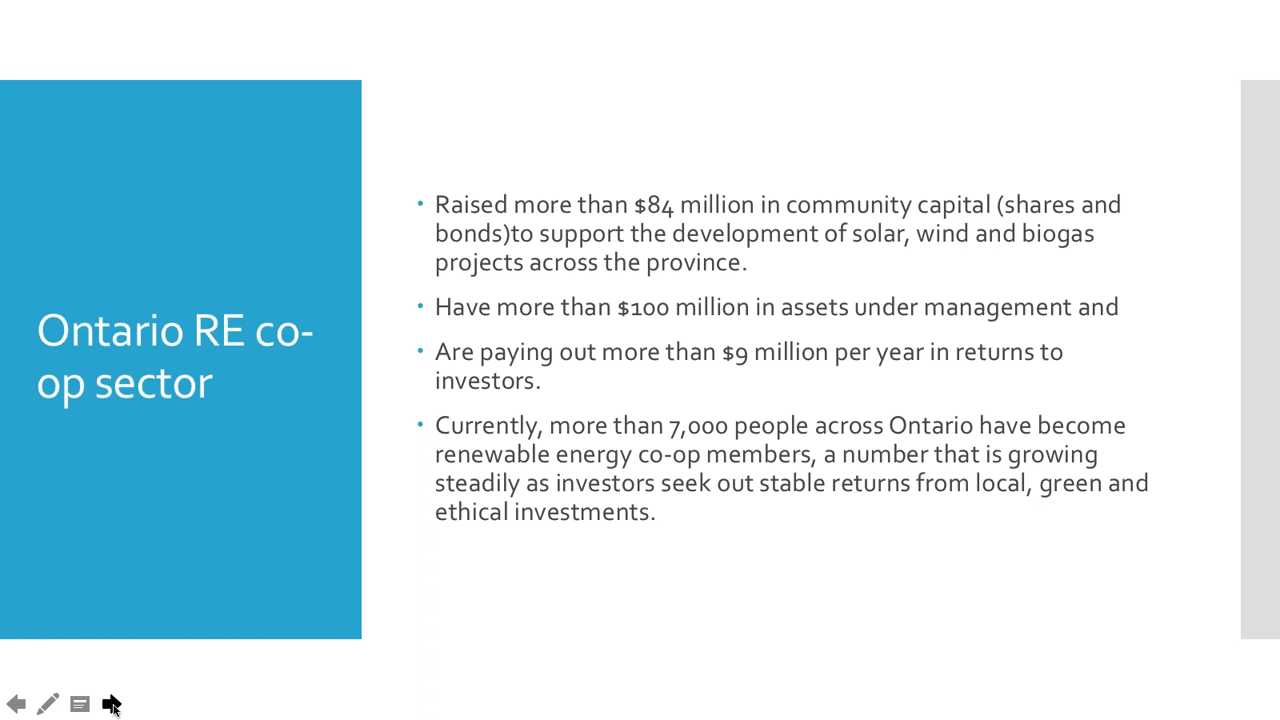 Ontario RE co-
op sector
• Raised more than $84 million in community capital (shares and
bonds)to support the development of solar, wind and biogas
projects across the province.
• Have more than $100 million in assets under management and
• Are paying out more than $9 million per year in returns to
investors.
• Currently, more than 7,000 people across Ontario have become
renewable energy co-op members, a number that is growing
steadily as investors seek out stable returns from local, green and
ethical investments.